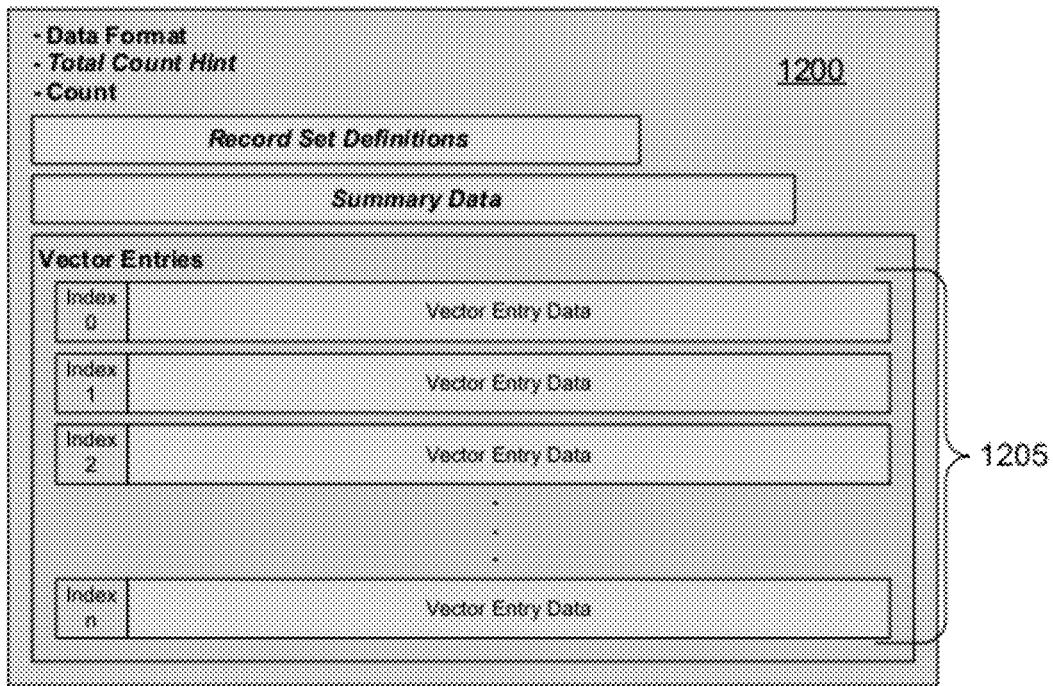 - Data Format
- Total Count Hint
- Count
1200
Record Set Definitions
Summary Data
Vector Entries
Index
0
Vector Entry Data
Index
1
Vector Entry Data
Index
2
Vector Entry Data
.
.
.
Index
n
Vector Entry Data
1205